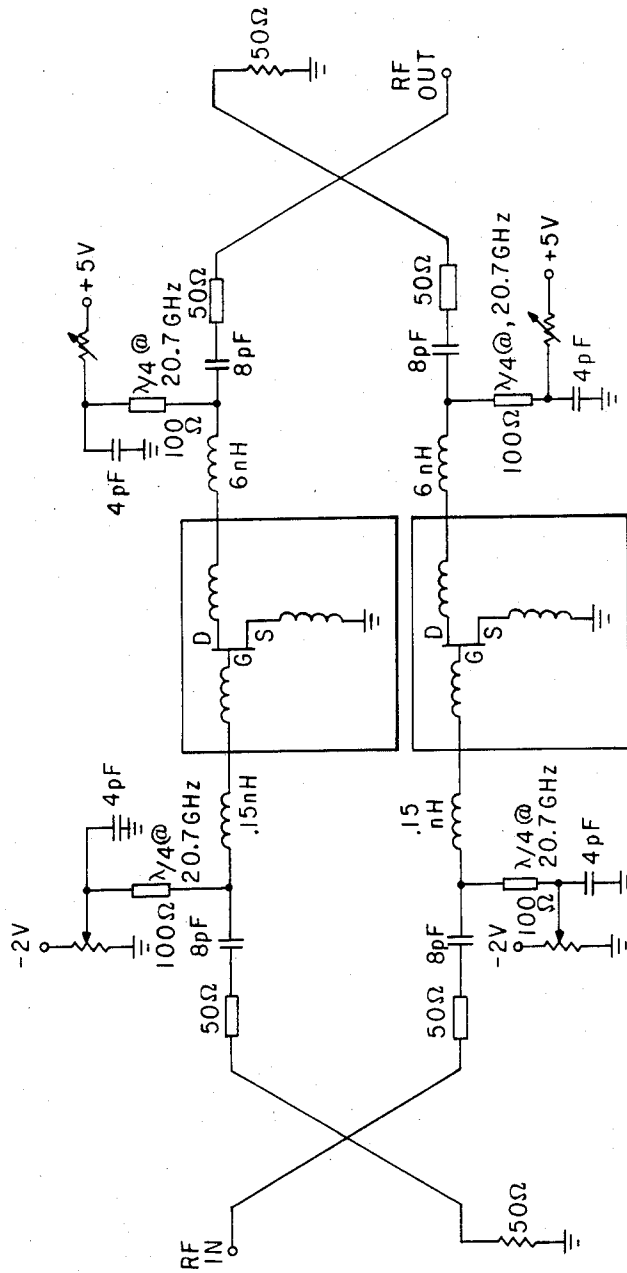 -2V
4pF
100Ω
λ/4@
20.7GHz
8pF
50Ω
.15nH
D
G
S
6nH
4pF
100
Ω
λ/4@
20.7GHz
+5V
8pF
50Ω
50Ω
RF
IN
50Ω
50Ω
8pF
-2V
100
Ω
λ/4@
20.7GHz
4pF
.15
nH
D
G
S
6nH
8pF
50Ω
100Ω
λ/4@, 20.7GHz
4pF
+5V
RF
OUT